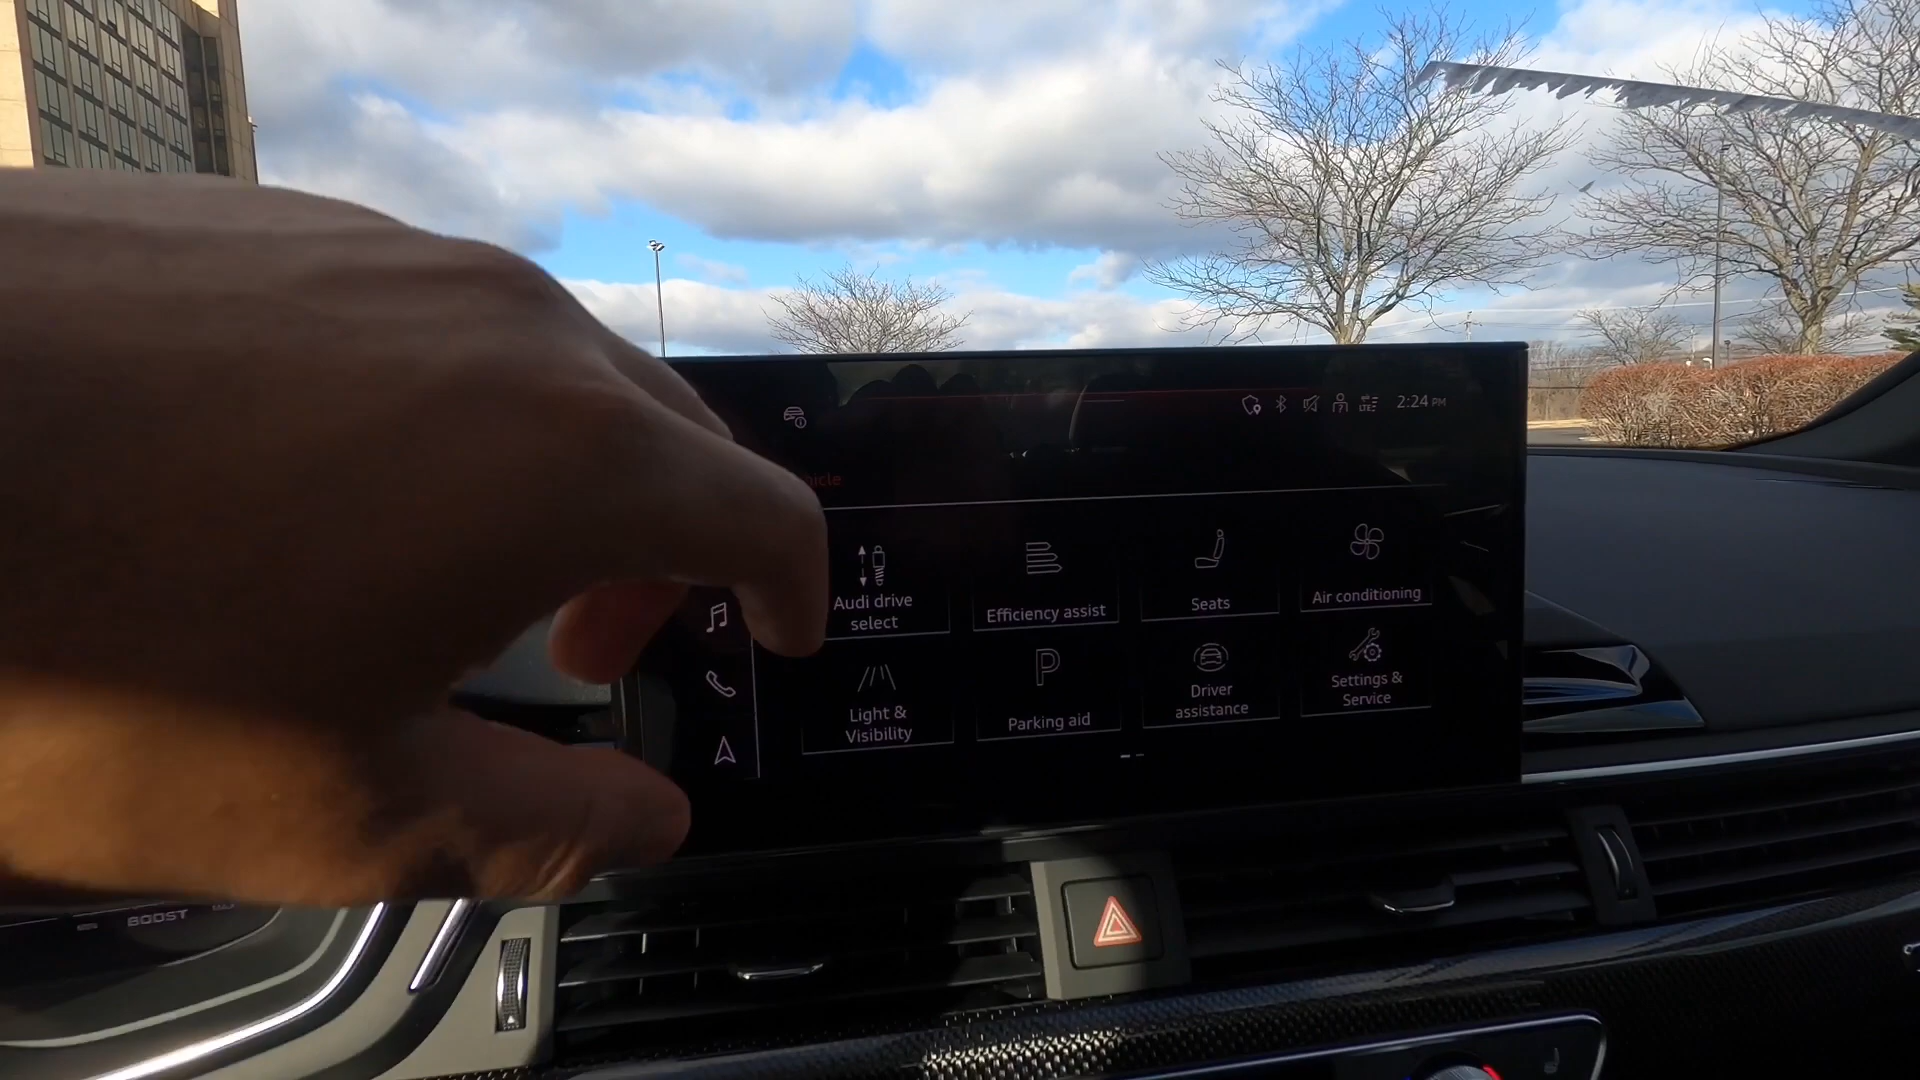 2:24 PM
Audi drive
select
Efficiency assist
Seats
Air conditioning
Light &
Visibility
P
Parking aid
Driver
assistance
Settings &
Service
BOOST